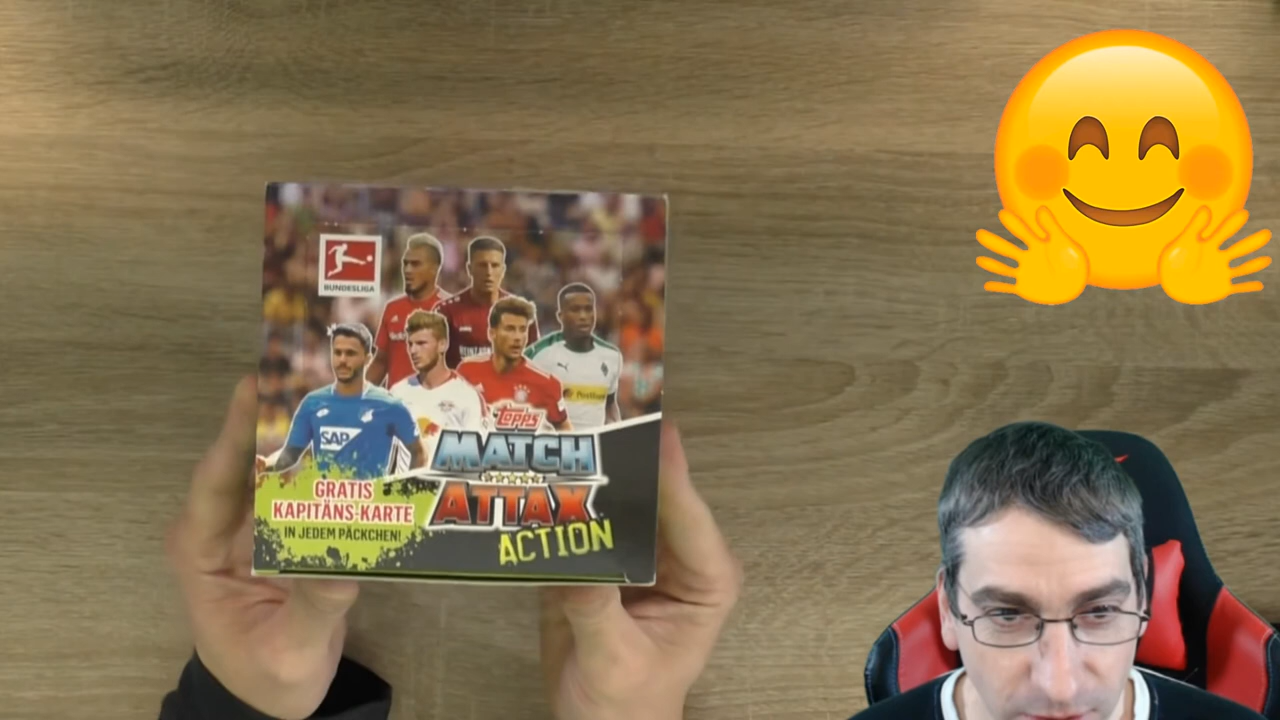 BUNDESLIGA
SAP
topps
MATCH
ATTAX
ACTION
GRATIS
KAPITÄNS-KARTE
IN JEDEM PÄCKCHEN!